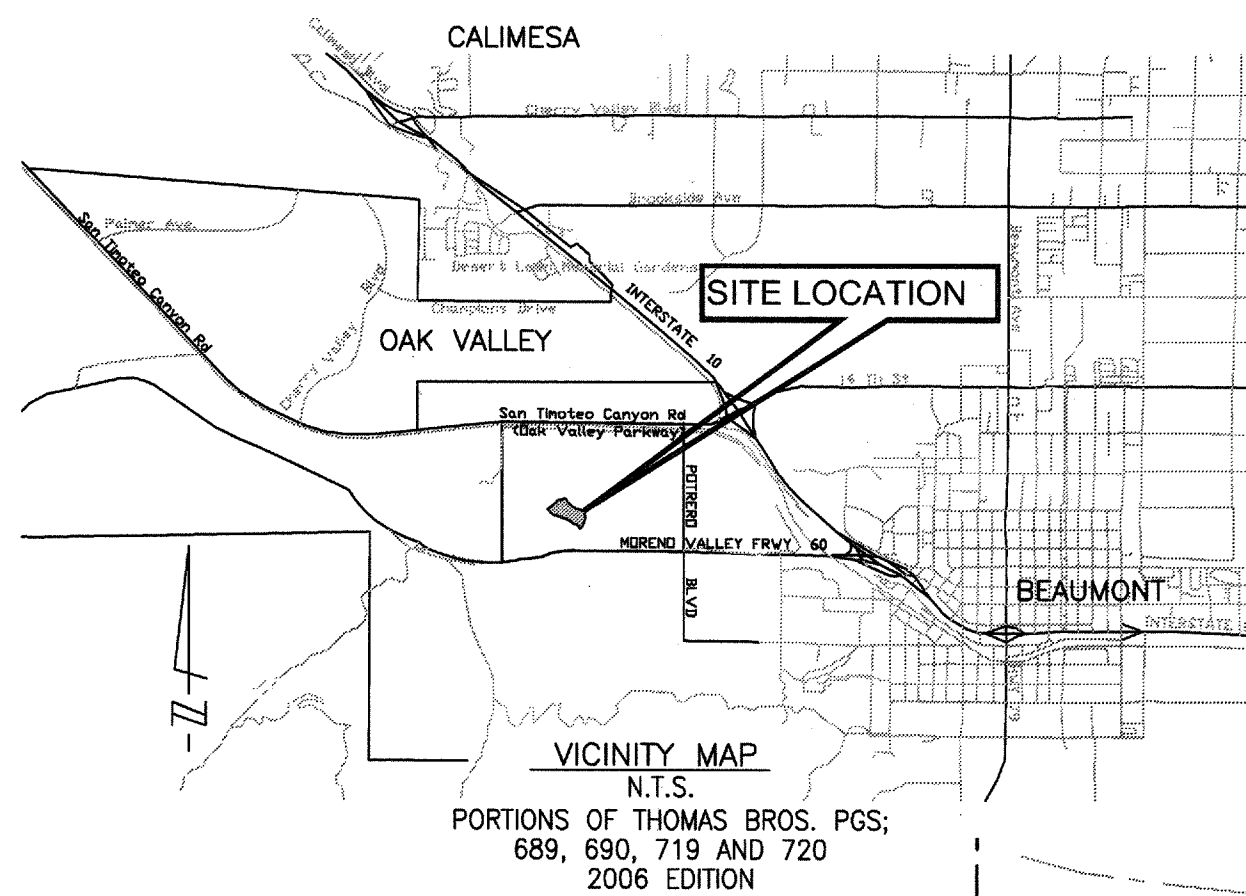 CALIMESA
Calimesa Blvd
Cherry Valley Blvd
Brookside Ave
San Timoteo Canyon Rd
Palmer Ave
Desert Lawn Memorial Gardens
Champions Drive
Cherry Valley Blvd
INTERSTATE 10
SITE LOCATION
OAK VALLEY
14 Th St
San Timoteo Canyon Rd
(Oak Valley Parkway)
POTRERO BLVD
MORENO VALLEY FRWY 60
BEAUMONT
INTERSTATE
N
VICINITY MAP
N.T.S.
PORTIONS OF THOMAS BROS. PGS;
689, 690, 719 AND 720
2006 EDITION